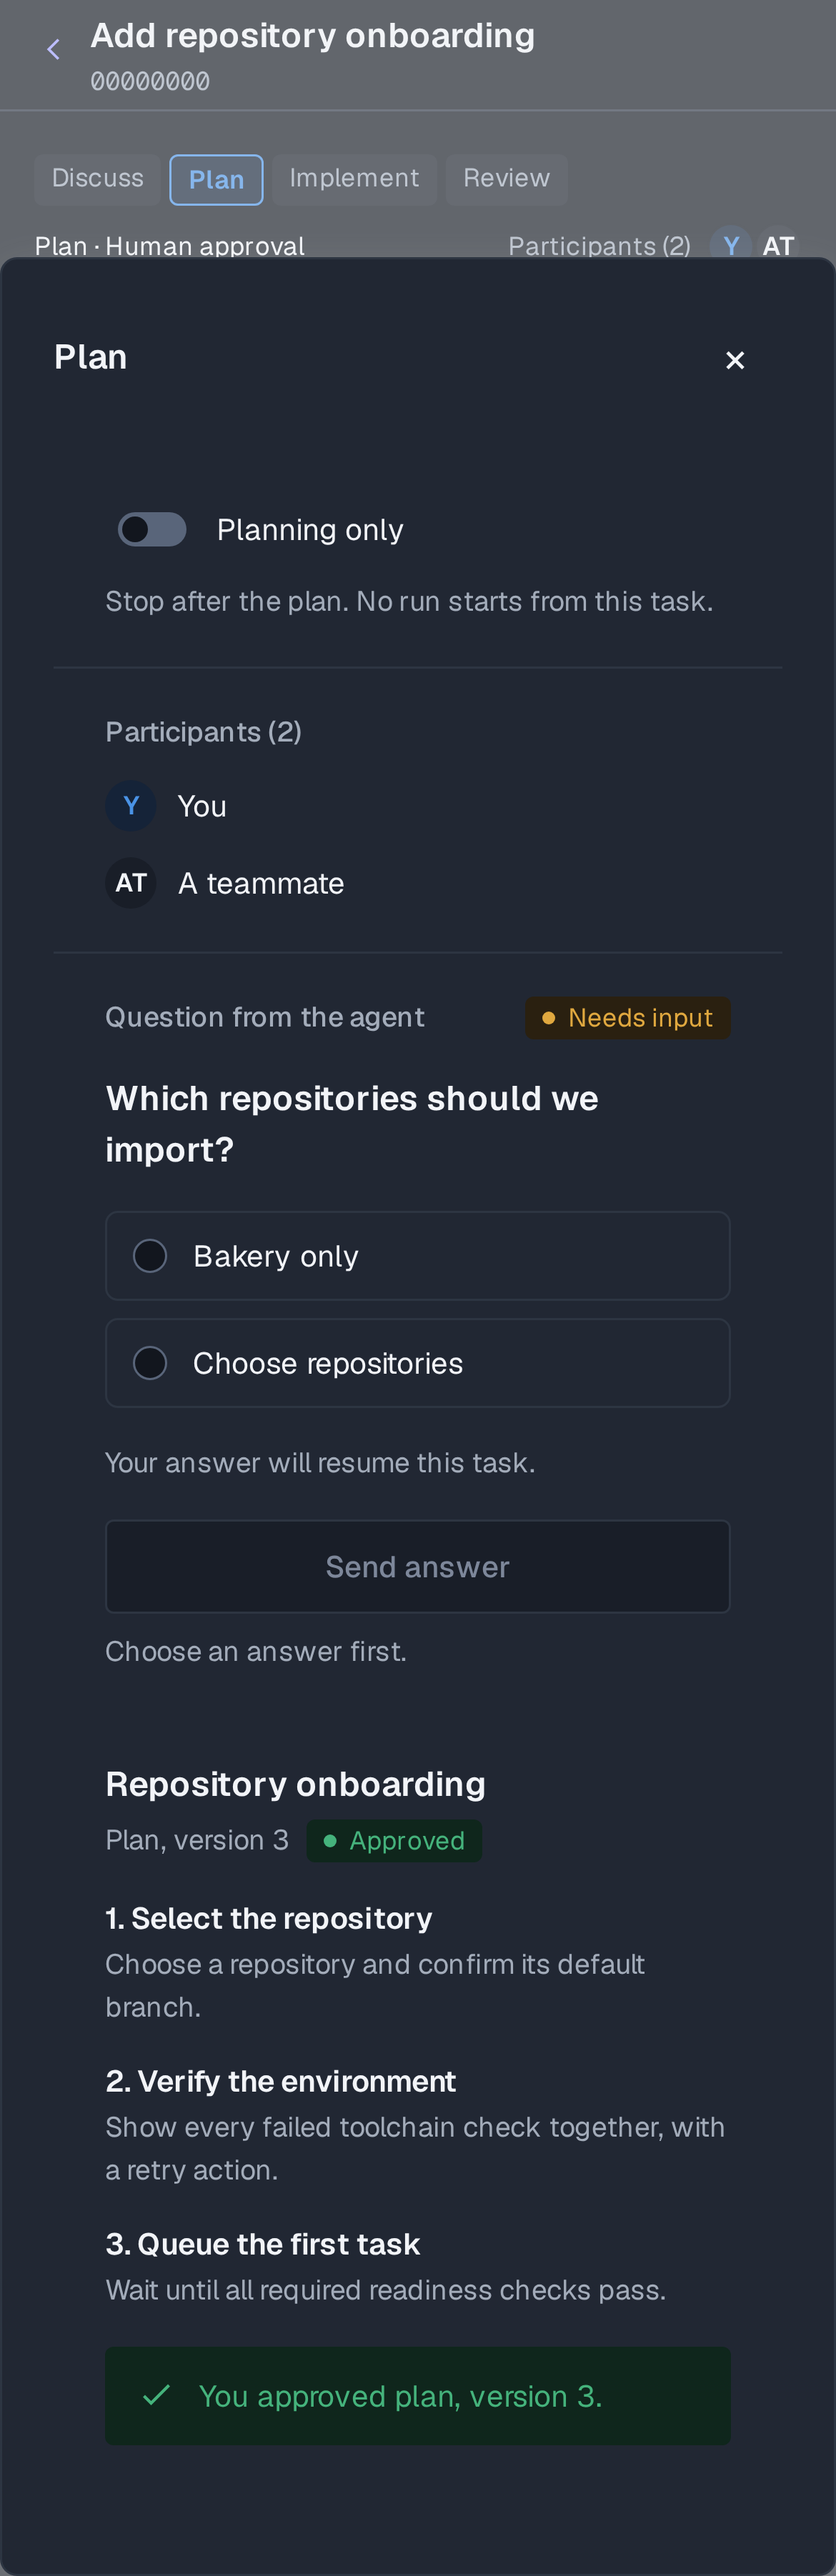 Add repository onboarding
00000000
Discuss Plan Implement Review
Plan · Human approval Participants (2) Y AT
Plan
Planning only
Stop after the plan. No run starts from this task.
Participants (2)
Y You
AT A teammate
Question from the agent Needs input
Which repositories should we
import?
Bakery only
Choose repositories
Your answer will resume this task.
Send answer
Choose an answer first.
Repository onboarding
Plan, version 3 Approved
1. Select the repository
Choose a repository and confirm its default
branch.
2. Verify the environment
Show every failed toolchain check together, with
a retry action.
3. Queue the first task
Wait until all required readiness checks pass.
You approved plan, version 3.